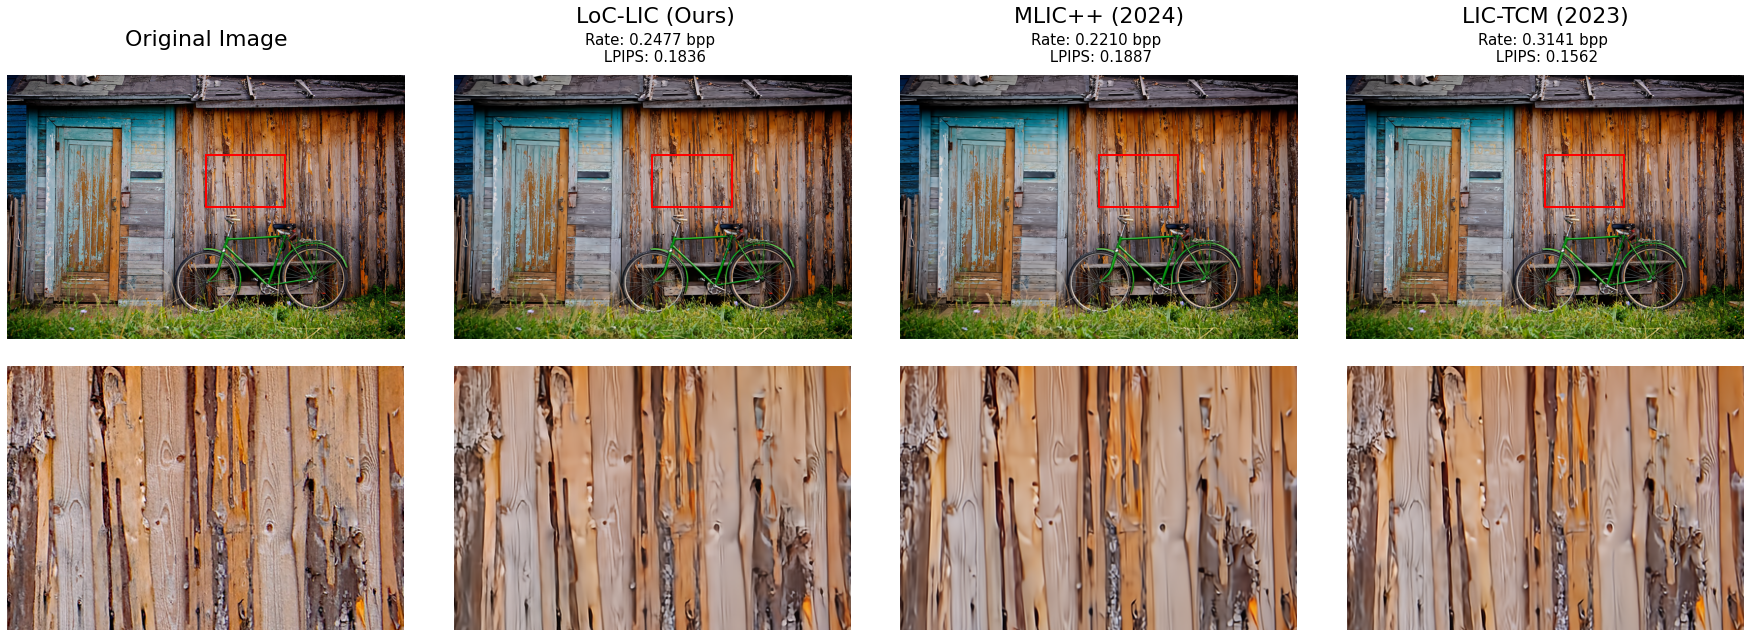 Original Image
LoC-LIC (Ours)
Rate: 0.2477 bpp
LPIPS: 0.1836
MLIC++ (2024)
Rate: 0.2210 bpp
LPIPS: 0.1887
LIC-TCM (2023)
Rate: 0.3141 bpp
LPIPS: 0.1562